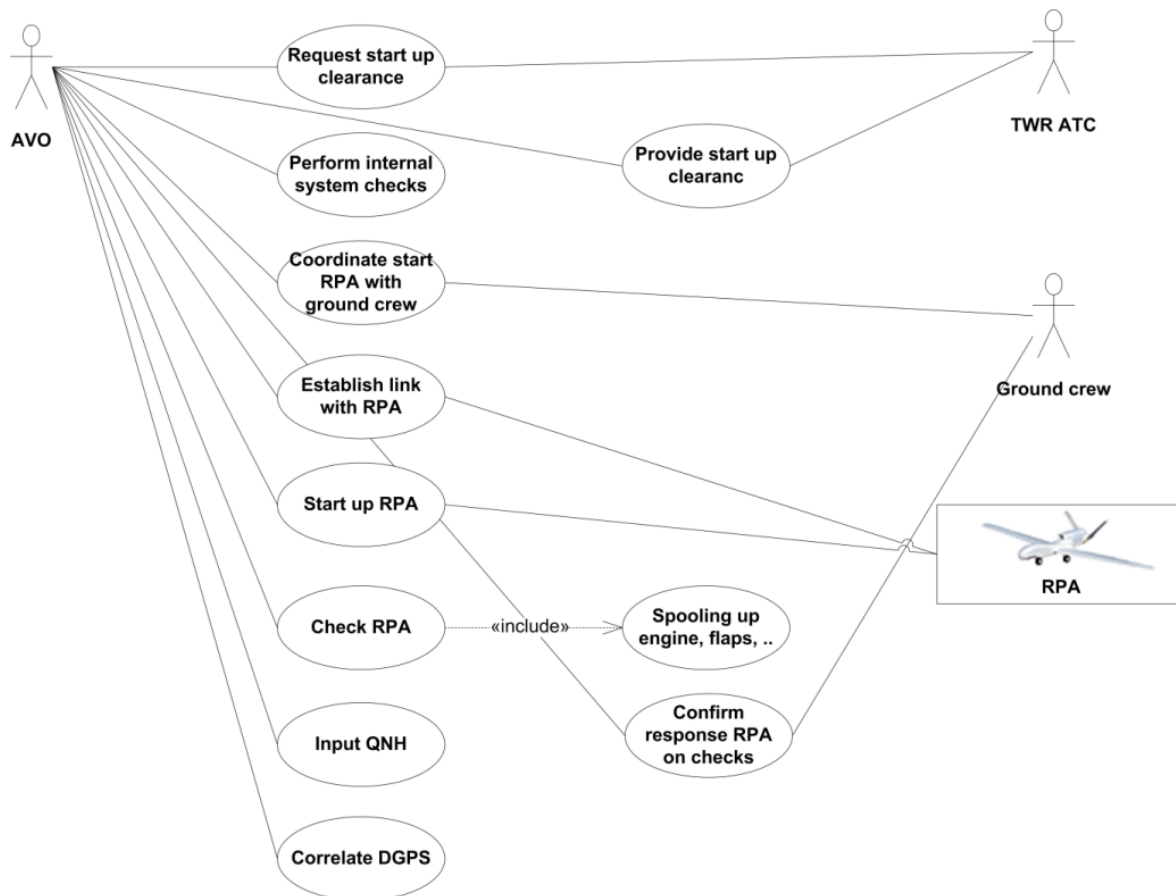 Request start up
clearance
AVO
TWR ATC
Perform internal
system checks
Provide start up
clearanc
Coordinate start
RPA with
ground crew
Establish link
with RPA
Ground crew
Start up RPA
RPA
Check RPA
«include»
Spooling up
engine, flaps, ..
Confirm
response RPA
on checks
Input QNH
Correlate DGPS